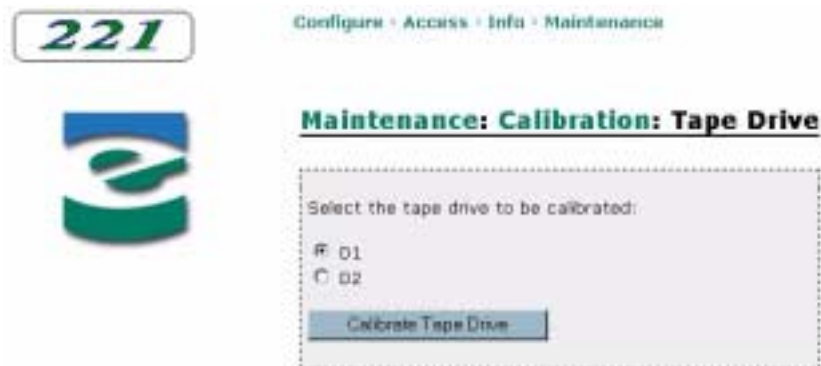 221
Configure · Access · Info · Maintenance
Maintenance: Calibration: Tape Drive
Select the tape drive to be calibrated:
D1
D2
Calibrate Tape Drive